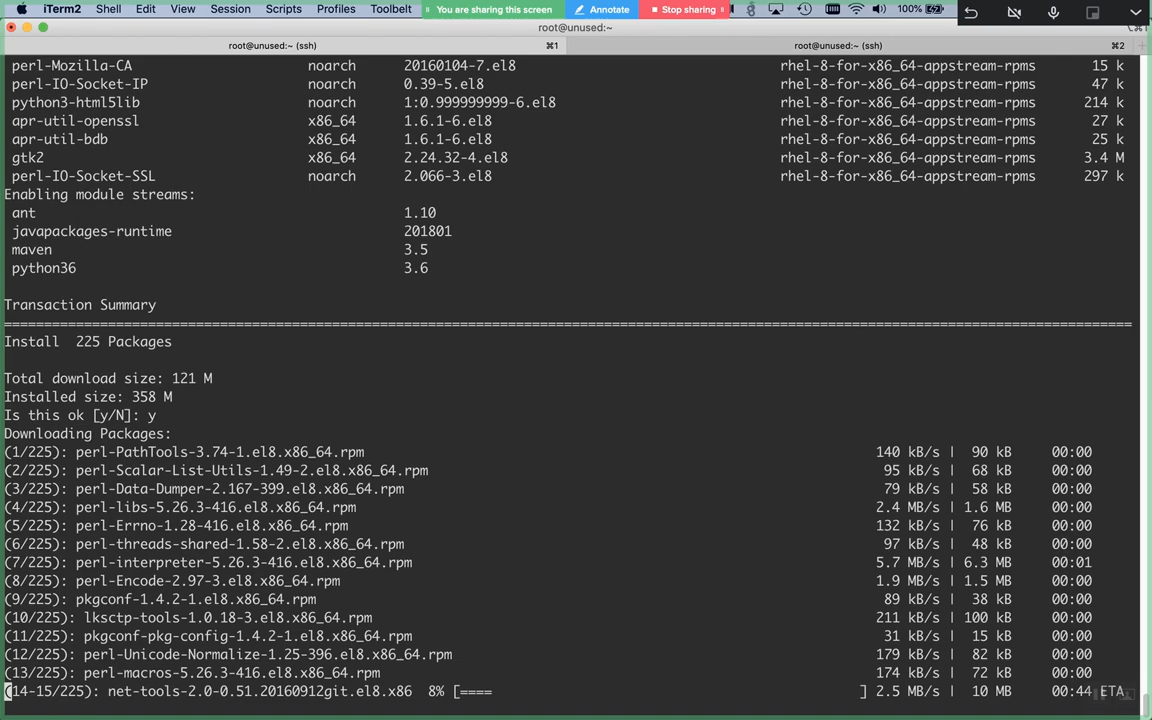 iTerm2 Shell Edit View Session Scripts Profiles Toolbelt You are sharing this screen Annotate Stop sharing 100%
root@unused:~
root@unused:~ (ssh) ⌘1 root@unused:~ (ssh) ⌘2
perl-Mozilla-CA noarch 20160104-7.el8 rhel-8-for-x86_64-appstream-rpms 15 k
perl-IO-Socket-IP noarch 0.39-5.el8 rhel-8-for-x86_64-appstream-rpms 47 k
python3-html5lib noarch 1:0.999999999-6.el8 rhel-8-for-x86_64-appstream-rpms 214 k
apr-util-openssl x86_64 1.6.1-6.el8 rhel-8-for-x86_64-appstream-rpms 27 k
apr-util-bdb x86_64 1.6.1-6.el8 rhel-8-for-x86_64-appstream-rpms 25 k
gtk2 x86_64 2.24.32-4.el8 rhel-8-for-x86_64-appstream-rpms 3.4 M
perl-IO-Socket-SSL noarch 2.066-3.el8 rhel-8-for-x86_64-appstream-rpms 297 k
Enabling module streams:
ant 1.10
javapackages-runtime 201801
maven 3.5
python36 3.6
Transaction Summary
================================================================================
Install 225 Packages
Total download size: 121 M
Installed size: 358 M
Is this ok [y/N]: y
Downloading Packages:
(1/225): perl-PathTools-3.74-1.el8.x86_64.rpm 140 kB/s | 90 kB 00:00
(2/225): perl-Scalar-List-Utils-1.49-2.el8.x86_64.rpm 95 kB/s | 68 kB 00:00
(3/225): perl-Data-Dumper-2.167-399.el8.x86_64.rpm 79 kB/s | 58 kB 00:00
(4/225): perl-libs-5.26.3-416.el8.x86_64.rpm 2.4 MB/s | 1.6 MB 00:00
(5/225): perl-Errno-1.28-416.el8.x86_64.rpm 132 kB/s | 76 kB 00:00
(6/225): perl-threads-shared-1.58-2.el8.x86_64.rpm 97 kB/s | 48 kB 00:00
(7/225): perl-interpreter-5.26.3-416.el8.x86_64.rpm 5.7 MB/s | 6.3 MB 00:01
(8/225): perl-Encode-2.97-3.el8.x86_64.rpm 1.9 MB/s | 1.5 MB 00:00
(9/225): pkgconf-1.4.2-1.el8.x86_64.rpm 89 kB/s | 38 kB 00:00
(10/225): lksctp-tools-1.0.18-3.el8.x86_64.rpm 211 kB/s | 100 kB 00:00
(11/225): pkgconf-pkg-config-1.4.2-1.el8.x86_64.rpm 31 kB/s | 15 kB 00:00
(12/225): perl-Unicode-Normalize-1.25-396.el8.x86_64.rpm 179 kB/s | 82 kB 00:00
(13/225): perl-macros-5.26.3-416.el8.x86_64.rpm 174 kB/s | 72 kB 00:00
(14-15/225): net-tools-2.0-0.51.20160912git.el8.x86 8% [==== ] 2.5 MB/s | 10 MB 00:44 ETA